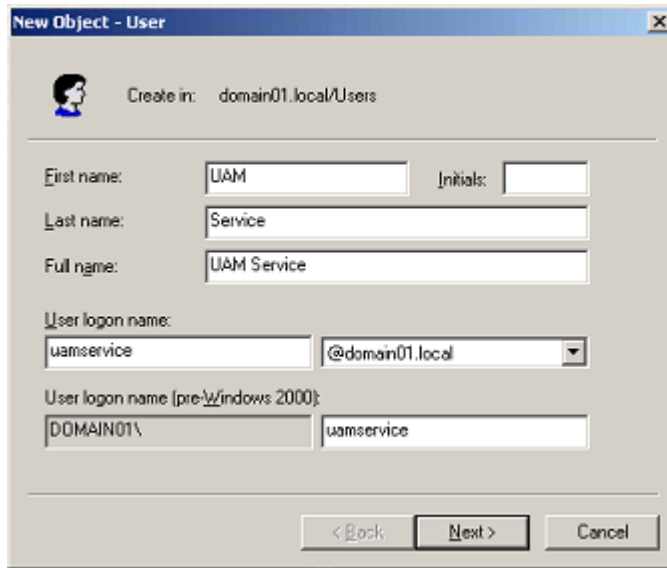 New Object - User
Create in: domain01.local/Users
First name: UAM Initials:
Last name: Service
Full name: UAM Service
User logon name:
uamservice @domain01.local
User logon name (pre-Windows 2000):
DOMAIN01\ uamservice
< Back Next > Cancel